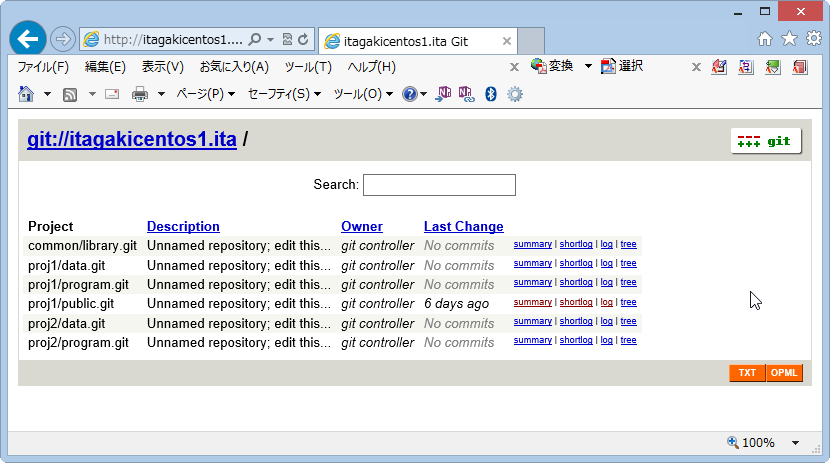 http://itagakicentos1.... itagakicentos1.ita Git
ファイル(F) 編集(E) 表示(V) お気に入り(A) ツール(T) ヘルプ(H) 変換 選択
ページ(P) セーフティ(S) ツール(O)
git://itagakicentos1.ita / git
Search:
Project Description Owner Last Change
common/library.git Unnamed repository; edit this... git controller No commits summary | shortlog | log | tree
proj1/data.git Unnamed repository; edit this... git controller No commits summary | shortlog | log | tree
proj1/program.git Unnamed repository; edit this... git controller No commits summary | shortlog | log | tree
proj1/public.git Unnamed repository; edit this... git controller 6 days ago summary | shortlog | log | tree
proj2/data.git Unnamed repository; edit this... git controller No commits summary | shortlog | log | tree
proj2/program.git Unnamed repository; edit this... git controller No commits summary | shortlog | log | tree
TXT OPML
100%